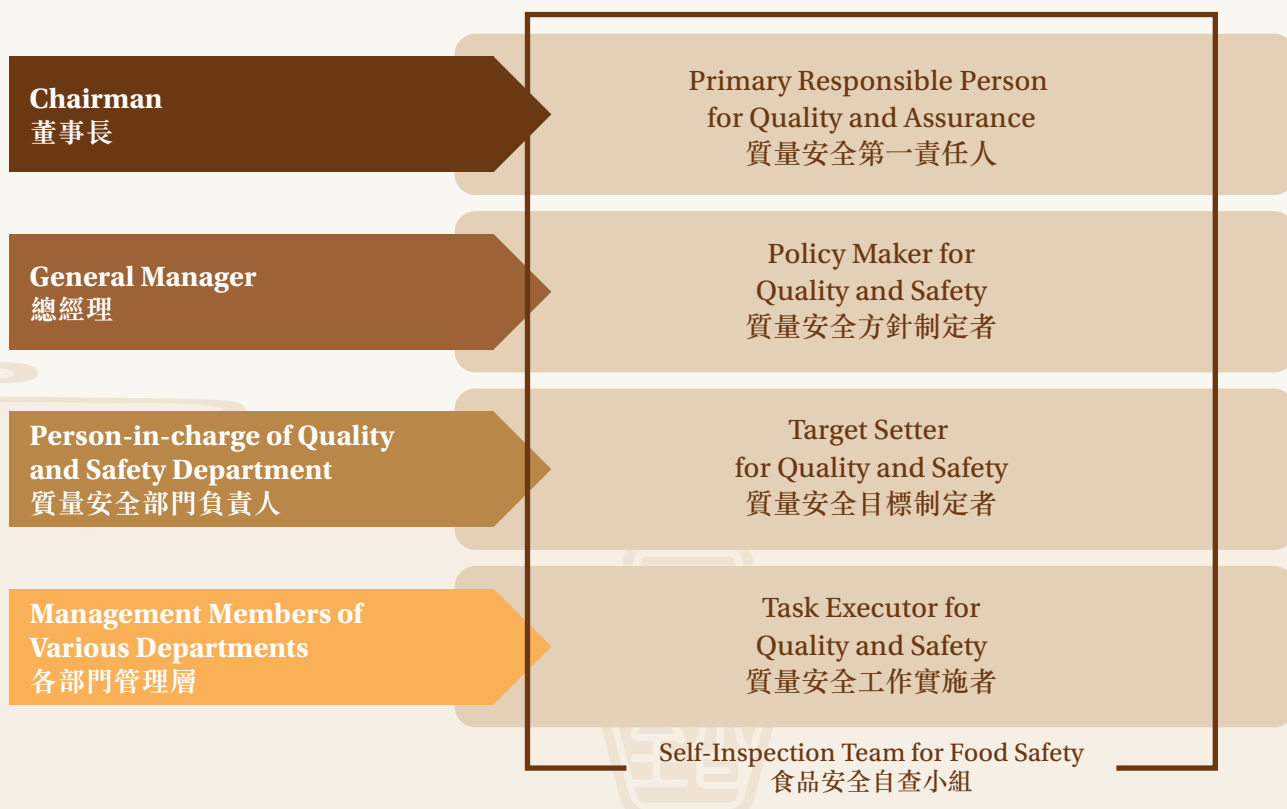 Chairman
董事長
Primary Responsible Person
for Quality and Assurance
質量安全第一責任人
General Manager
總經理
Policy Maker for
Quality and Safety
質量安全方針制定者
Person-in-charge of Quality
and Safety Department
質量安全部門負責人
Target Setter
for Quality and Safety
質量安全目標制定者
Management Members of
Various Departments
各部門管理層
Task Executor for
Quality and Safety
質量安全工作實施者
Self-Inspection Team for Food Safety
食品安全自查小組